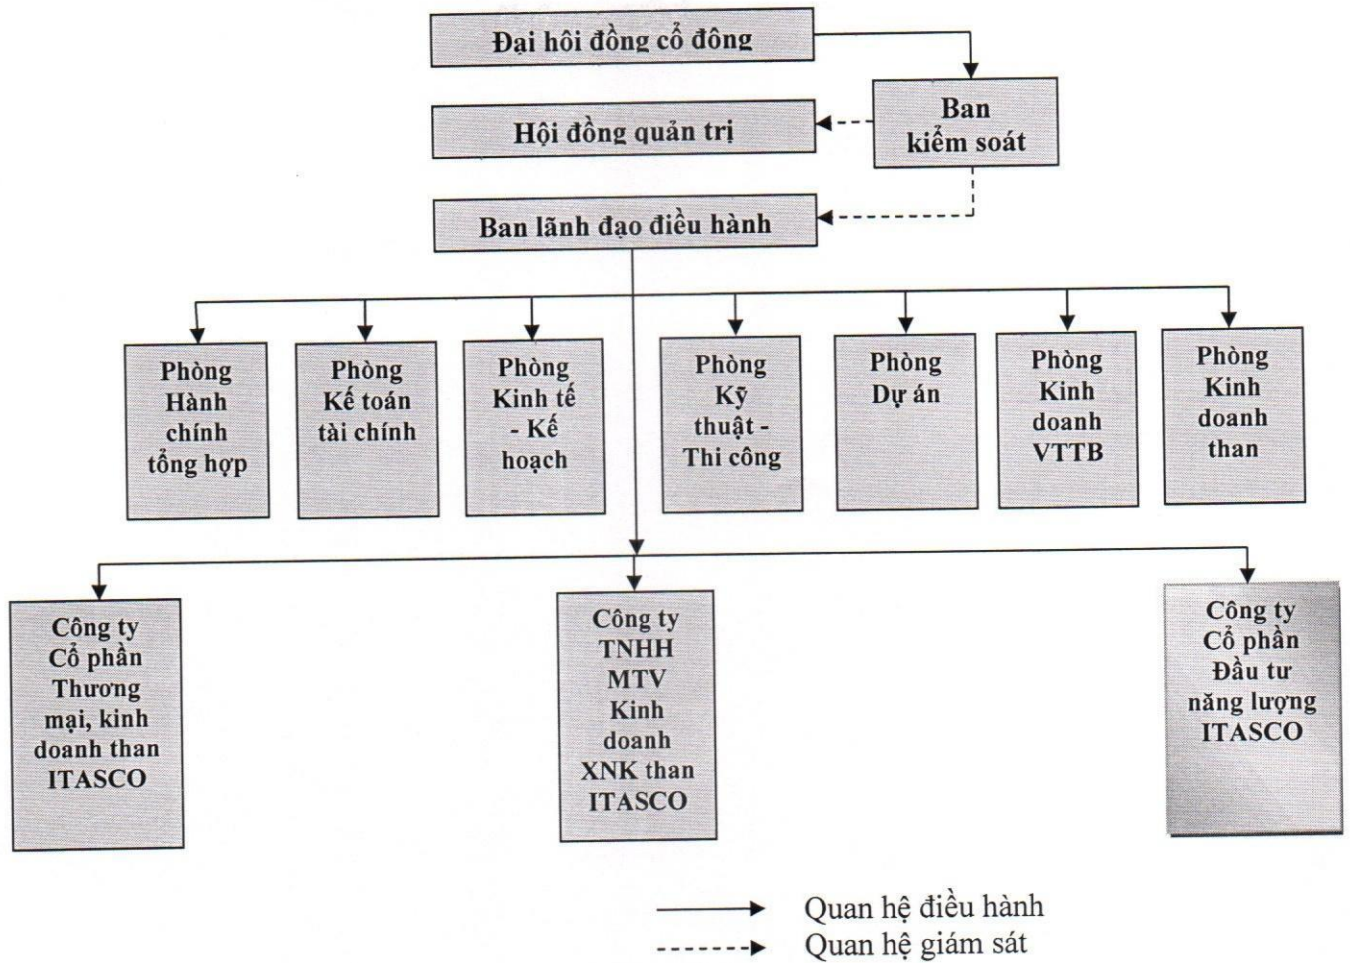 Đại hôi đồng cổ đông
Ban
kiểm soát
Hội đồng quản trị
Ban lãnh đạo điều hành
Phòng
Hành
chính
tổng hợp
Phòng
Kế toán
tài chính
Phòng
Kinh tế
- Kế
hoạch
Phòng
Kỹ
thuật -
Thi công
Phòng
Dự án
Phòng
Kinh
doanh
VTTB
Phòng
Kinh
doanh
than
Công ty
Cổ phần
Thương
mại, kinh
doanh than
ITASCO
Công ty
TNHH
MTV
Kinh
doanh
XNK than
ITASCO
Công ty
Cổ phần
Đầu tư
năng lượng
ITASCO
Quan hệ điều hành
Quan hệ giám sát